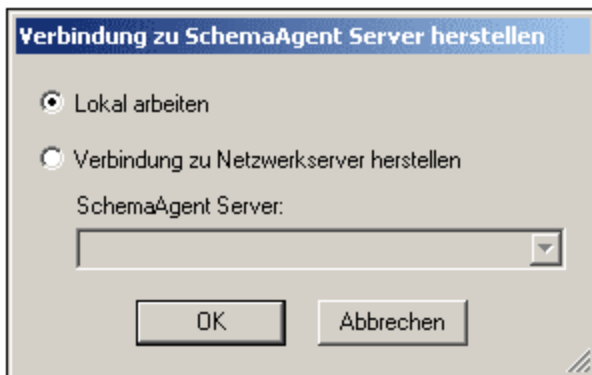 Verbindung zu SchemaAgent Server herstellen
Lokal arbeiten
Verbindung zu Netzwerkserver herstellen
SchemaAgent Server:
OK
Abbrechen